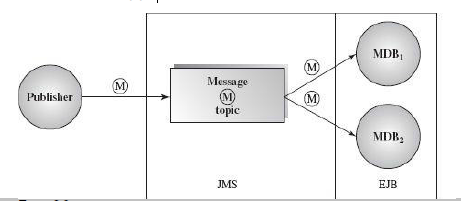 Publisher
M
Message
M
topic
M
M
MDB1
MDB2
JMS
EJB